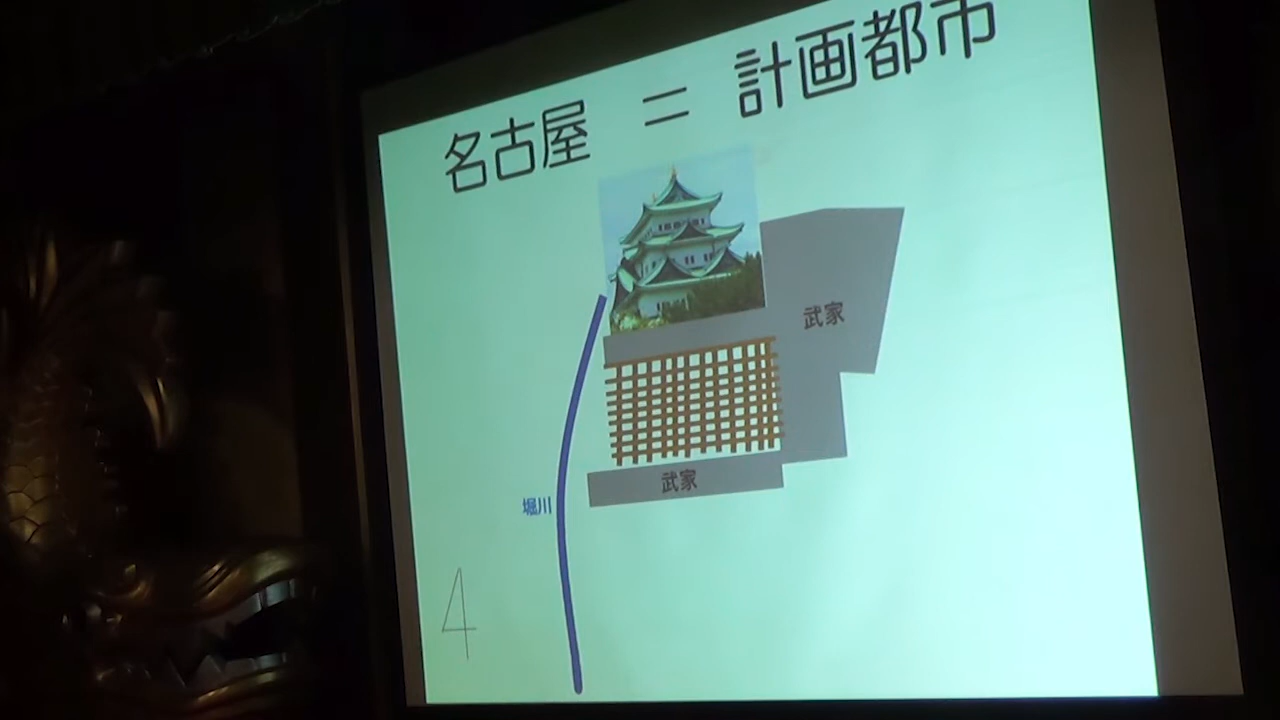 名古屋 = 計画都市
武家
武家
堀川
4